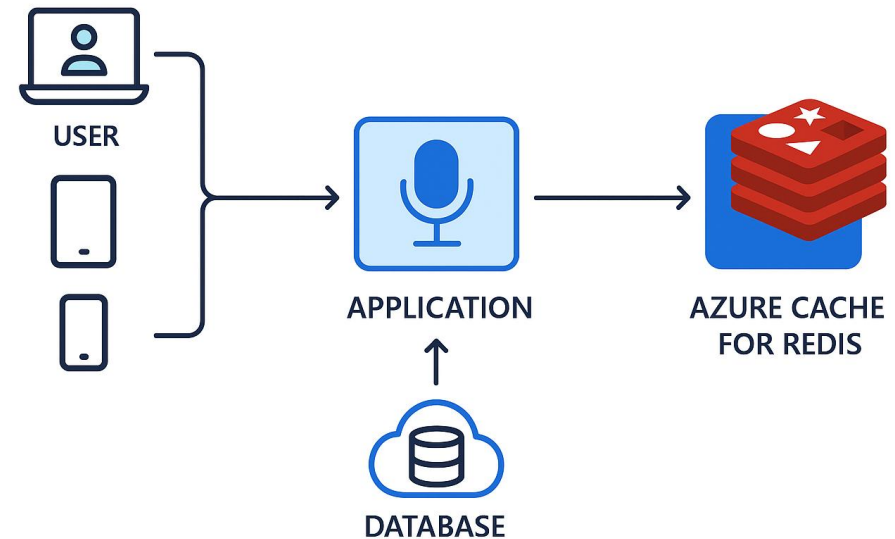 USER
APPLICATION
AZURE CACHE
FOR REDIS
DATABASE